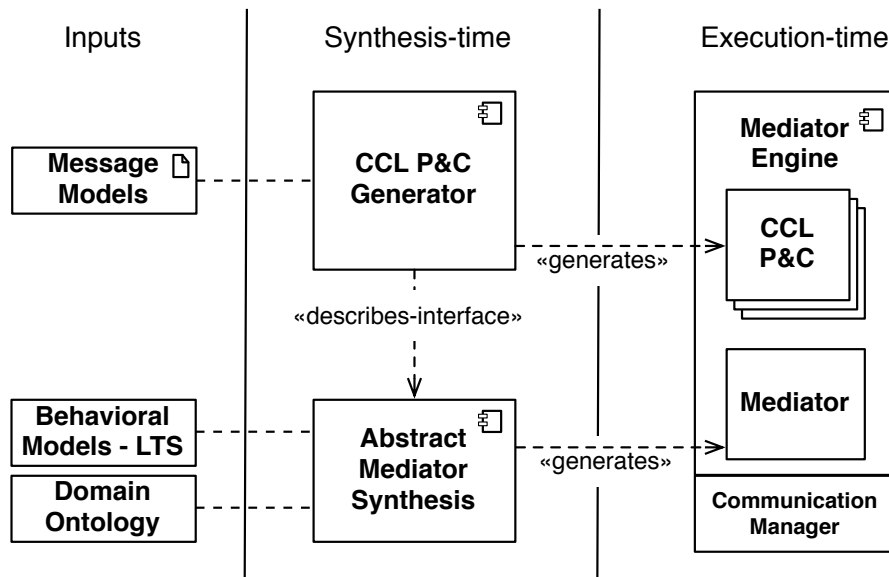 Inputs
Synthesis-time
Execution-time
Message
Models
CCL P&C
Generator
Mediator
Engine
CCL
P&C
«generates»
«describes-interface»
Behavioral
Models - LTS
Domain
Ontology
Abstract
Mediator
Synthesis
«generates»
Mediator
Communication
Manager